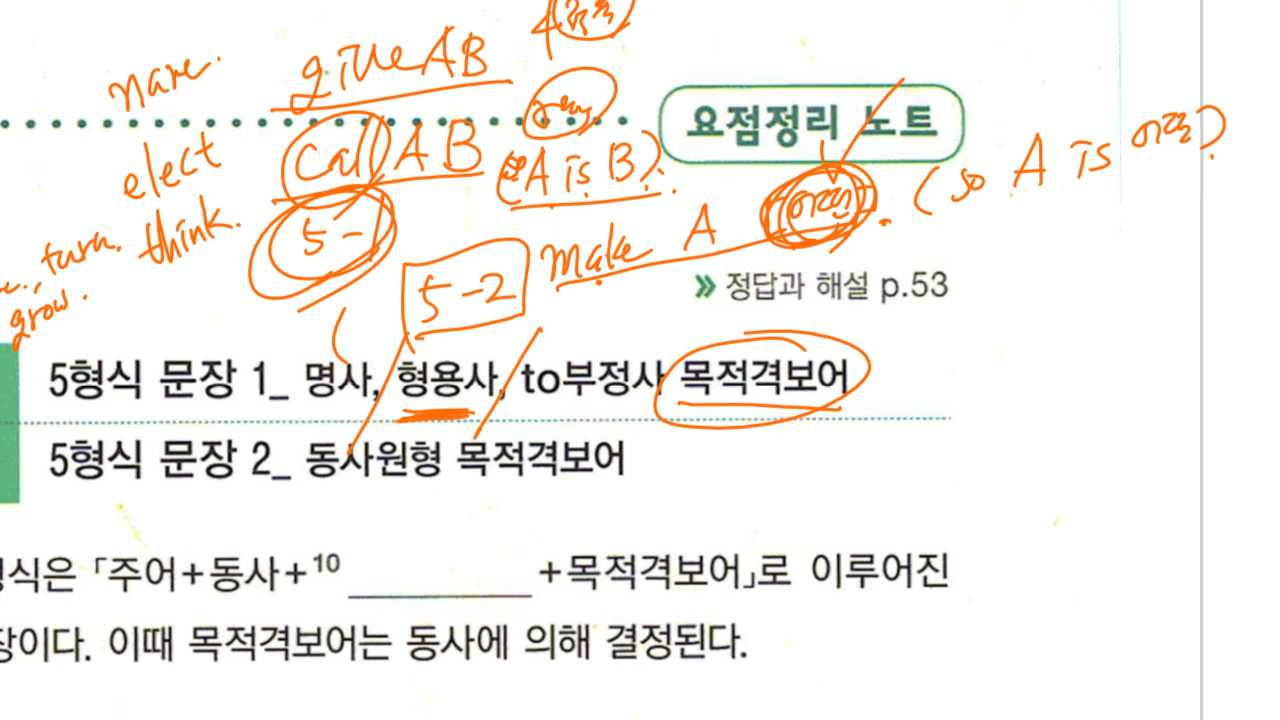 name.
give A B
요점정리 노트
elect
call A B
(A is B).
think.
turn.
grow.
5-1
5-2
make A 어떤. (so A is 어떤)
정답과 해설 p.53
5형식 문장 1_ 명사, 형용사, to부정사 목적격보어
5형식 문장 2_ 동사원형 목적격보어
형식은 「주어+동사+¹⁰ ________ +목적격보어」로 이루어진
장이다. 이때 목적격보어는 동사에 의해 결정된다.